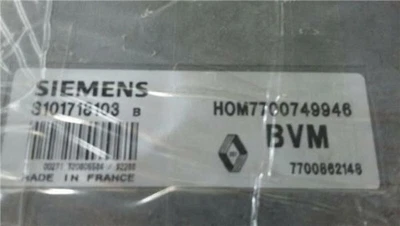 SIEMENS
S101718103 B
HOM7700749946
BVM
7700862148
MADE IN FRANCE